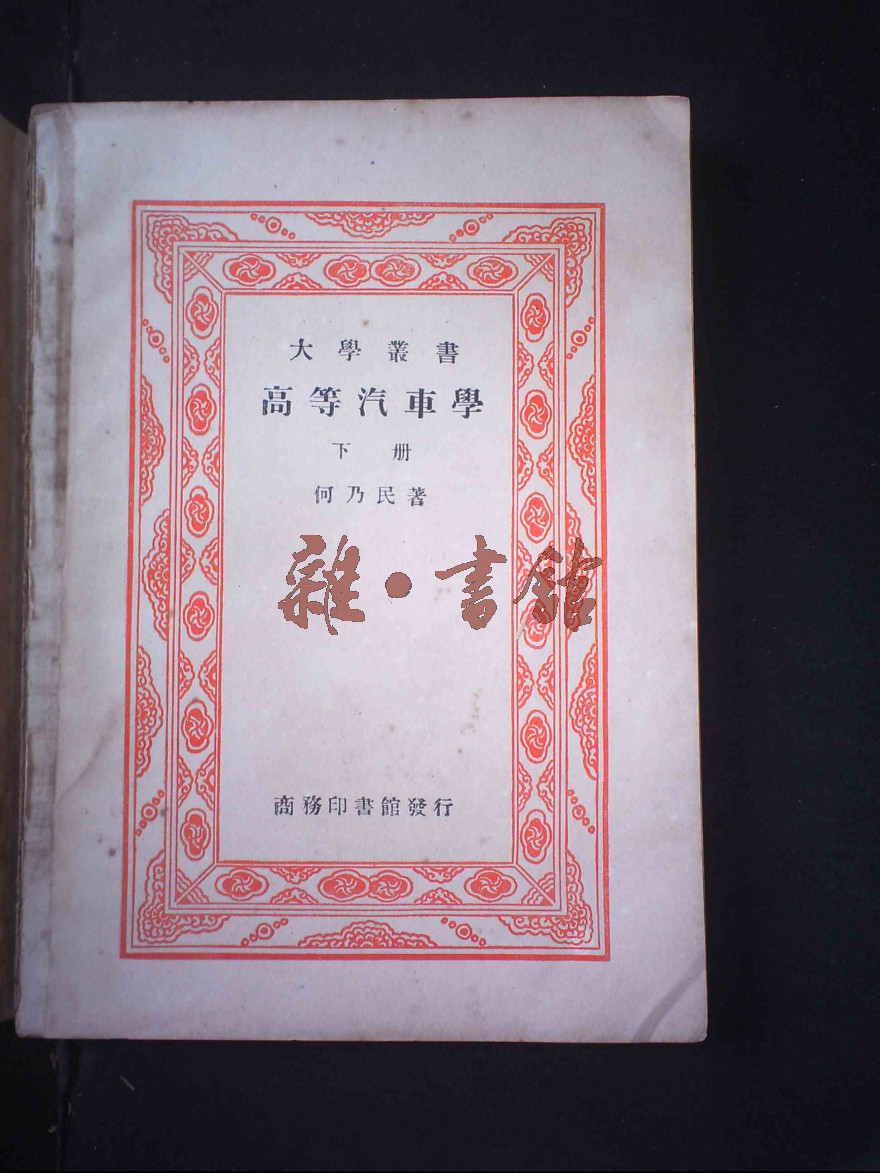 大學叢書
高等汽車學
下册
何乃民著
雜·書館
商務印書館發行